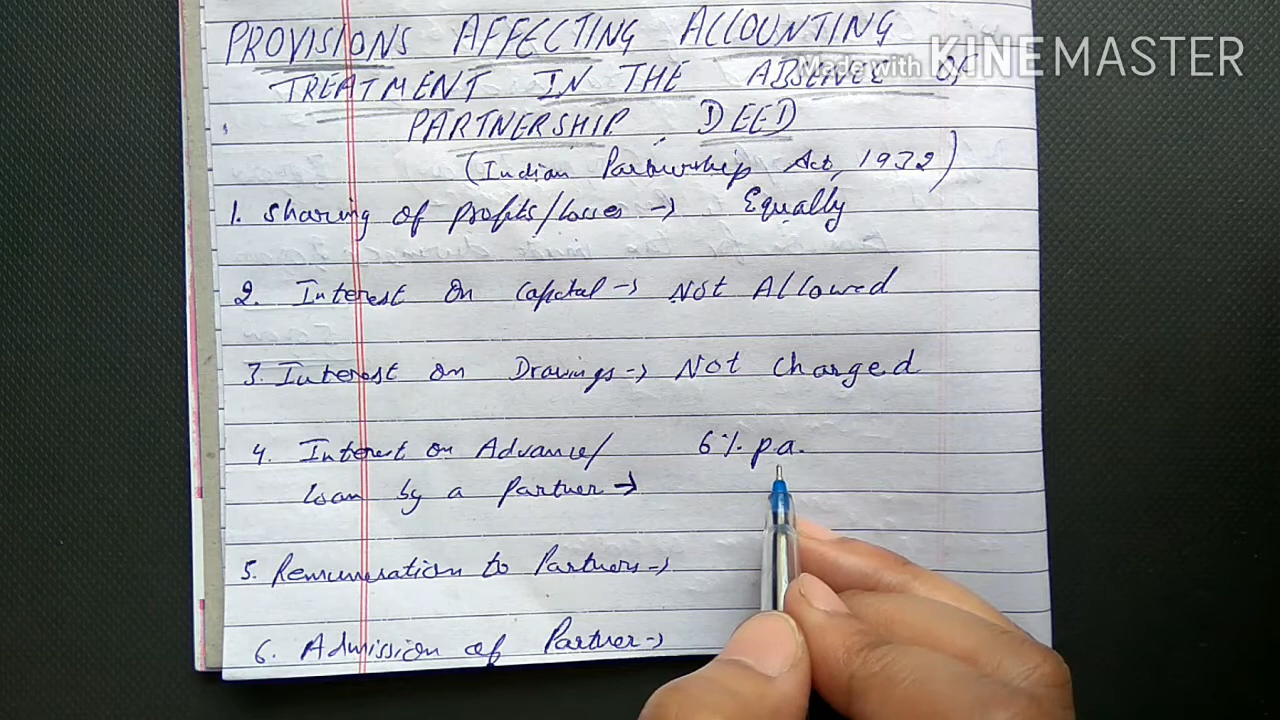 PROVISIONS AFFECTING ACCOUNTING
Made with KINEMASTER
TREATMENT IN THE ABSENCE OF
PARTNERSHIP DEED
(Indian Partnership Act, 1932)
1. Sharing of Profits/Losses → Equally
2. Interest on Capital → Not Allowed
3. Interest on Drawings → Not Charged
4. Interest on Advance/ 6% p.a.
Loan by a Partner →
5. Remuneration to Partners →
6. Admission of Partner →